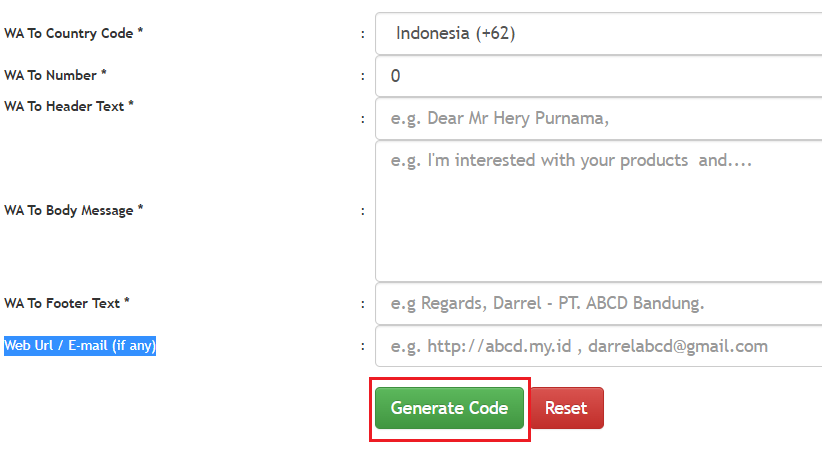 WA To Country Code * : Indonesia (+62)
WA To Number * : 0
WA To Header Text * : e.g. Dear Mr Hery Purnama,
WA To Body Message * : e.g. I'm interested with your products and....
WA To Footer Text * : e.g Regards, Darrel - PT. ABCD Bandung.
Web Url / E-mail (if any) : e.g. http://abcd.my.id , darrelabcd@gmail.com
Generate Code Reset